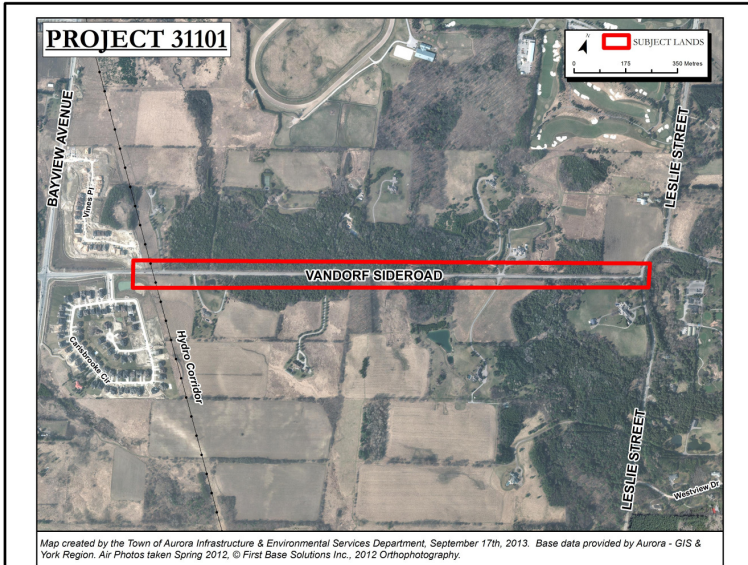 PROJECT 31101
N
SUBJECT LANDS
0 175 350 Metres
BAYVIEW AVENUE
Vines Pl
LESLIE STREET
VANDORF SIDEROAD
Carisbrooke Cir
Hydro Corridor
LESLIE STREET
Westview Dr
Map created by the Town of Aurora Infrastructure & Environmental Services Department, September 17th, 2013. Base data provided by Aurora - GIS &
York Region. Air Photos taken Spring 2012, © First Base Solutions Inc., 2012 Orthophotography.